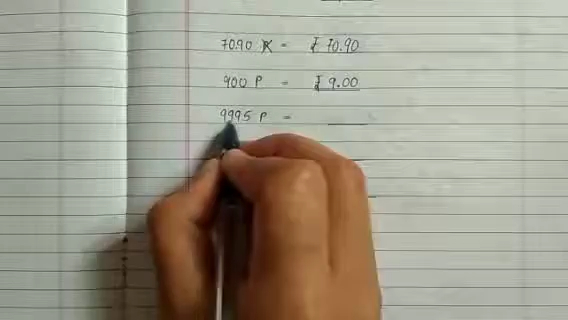 7090 P = ₹ 70.90
900 P = ₹ 9.00
9995 P =